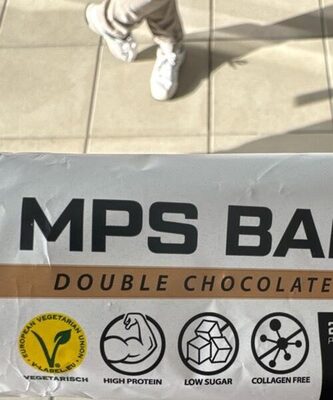 MPS BA
DOUBLE CHOCOLATE
EUROPEAN VEGETARIAN UNION
V-LABEL.EU
VEGETARISCH
HIGH PROTEIN
LOW SUGAR
COLLAGEN FREE